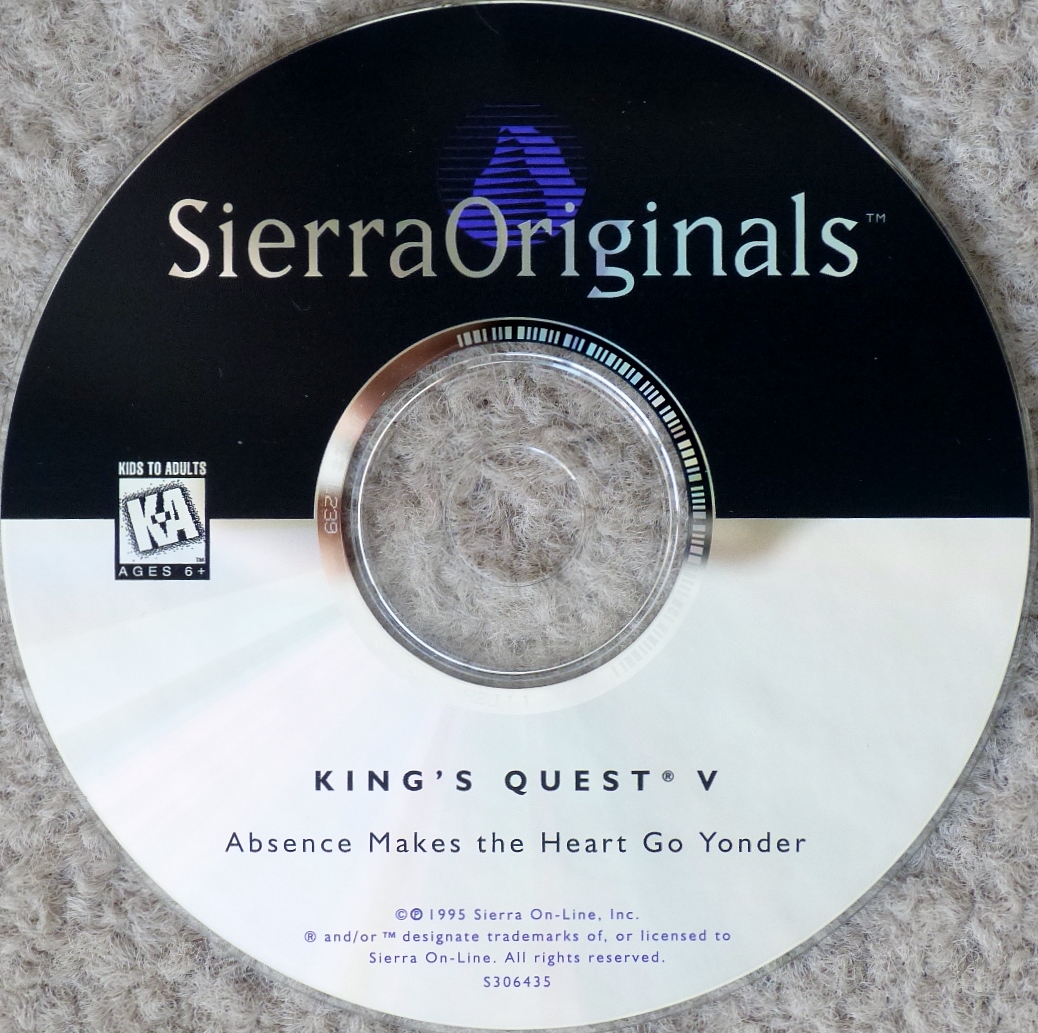 SierraOriginals™
KIDS TO ADULTS
K-A
™
AGES 6+
239
KING'S QUEST® V
Absence Makes the Heart Go Yonder
©℗ 1995 Sierra On-Line, Inc.
® and/or ™ designate trademarks of, or licensed to
Sierra On-Line. All rights reserved.
S306435